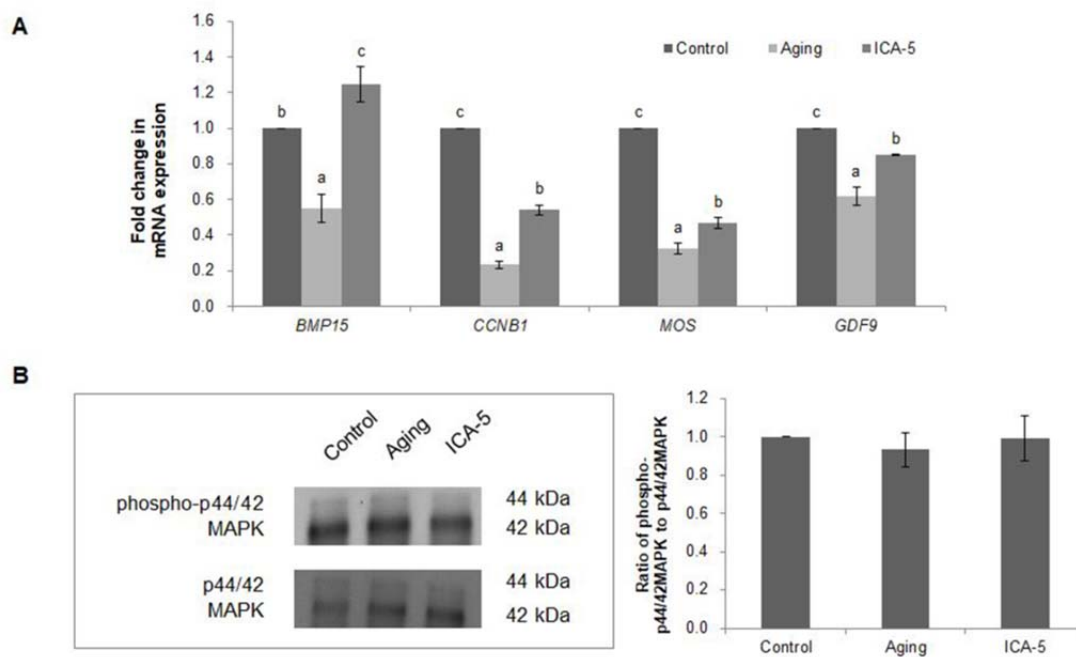 A
Fold change in
mRNA expression
1.6
1.4
1.2
1.0
0.8
0.6
0.4
0.2
0.0
Control Aging ICA-5
b a c
c a b
c a b
c a b
BMP15 CCNB1 MOS GDF9
B
Control Aging ICA-5
phospho-p44/42
MAPK
44 kDa
42 kDa
p44/42
MAPK
44 kDa
42 kDa
Ratio of phospho-
p44/42MAPK to p44/42MAPK
1.2
1.0
0.8
0.6
0.4
0.2
0.0
Control Aging ICA-5